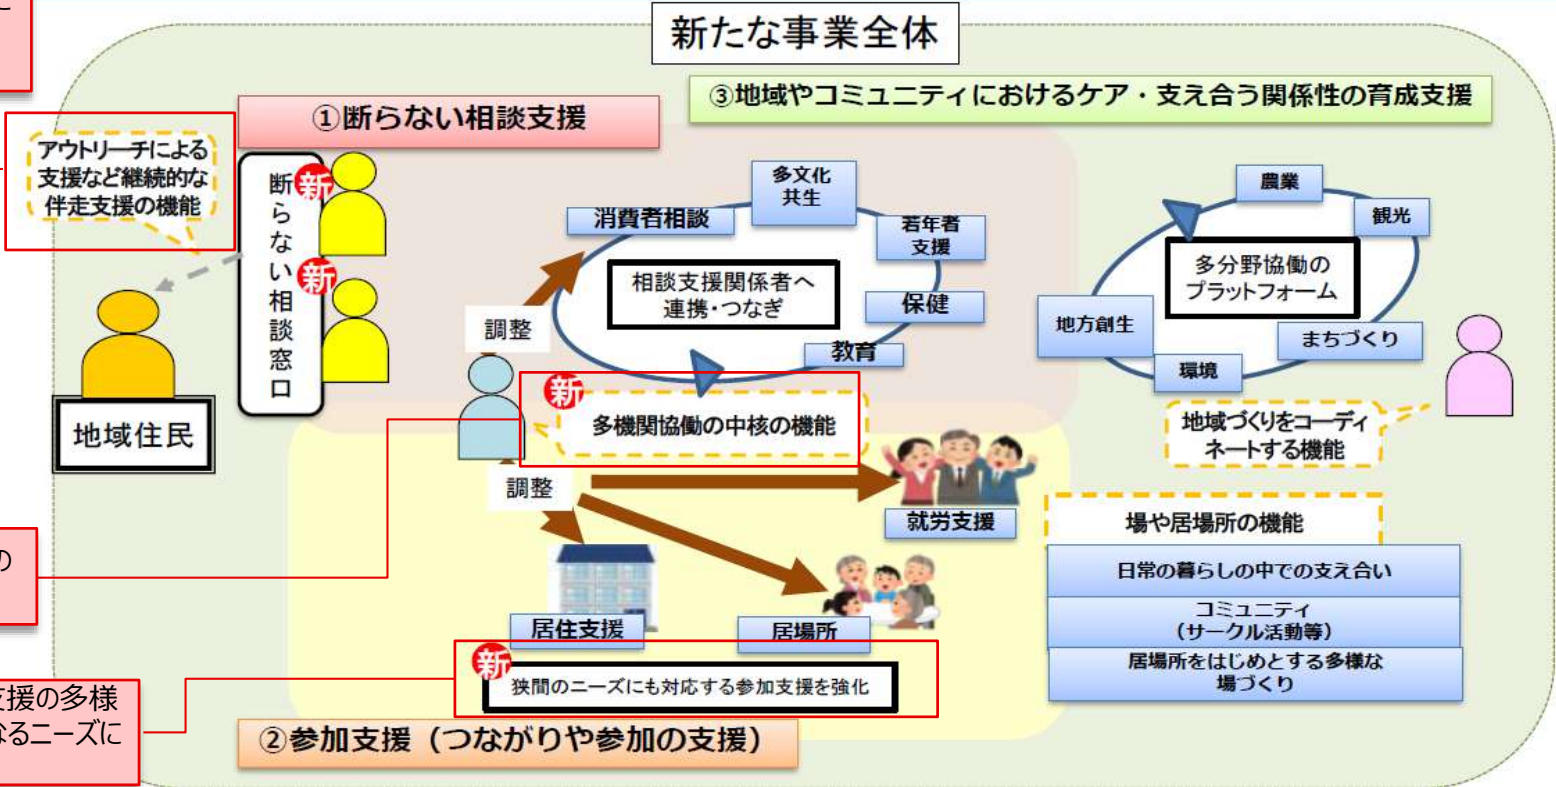 新たな事業全体
に
①断らない相談支援
③地域やコミュニティにおけるケア・支え合う関係性の育成支援
アウトリーチによる
支援など継続的な
伴走支援の機能
断らない相談窓口
新
新
地域住民
多文化
共生
消費者相談
若年者
支援
相談支援関係者へ
連携・つなぎ
保健
教育
調整
新
多機関協働の中核の機能
調整
就労支援
居住支援
居場所
新
狭間のニーズにも対応する参加支援を強化
②参加支援(つながりや参加の支援)
農業
観光
多分野協働の
プラットフォーム
地方創生
まちづくり
環境
地域づくりをコーディ
ネートする機能
場や居場所の機能
日常の暮らしの中での支え合い
コミュニティ
(サークル活動等)
居場所をはじめとする多様な
場づくり
の
支援の多様
なるニーズに